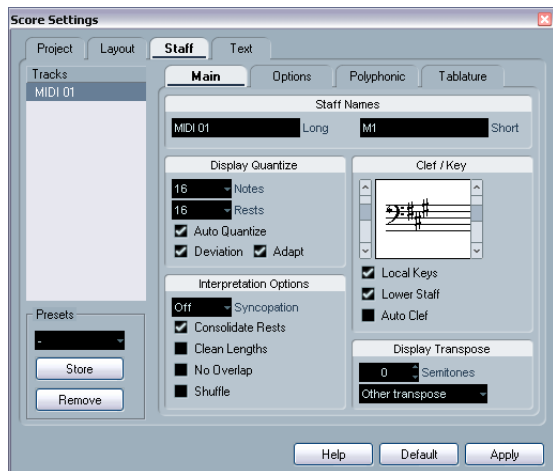 Score Settings
Project Layout Staff Text
Tracks
MIDI 01
Main Options Polyphonic Tablature
Staff Names
MIDI 01 Long M1 Short
Display Quantize
16 Notes
16 Rests
Auto Quantize
Deviation Adapt
Clef / Key
Local Keys
Lower Staff
Auto Clef
Interpretation Options
Off Syncopation
Consolidate Rests
Clean Lengths
No Overlap
Shuffle
Display Transpose
0 Semitones
Other transpose
Presets
-
Store
Remove
Help Default Apply